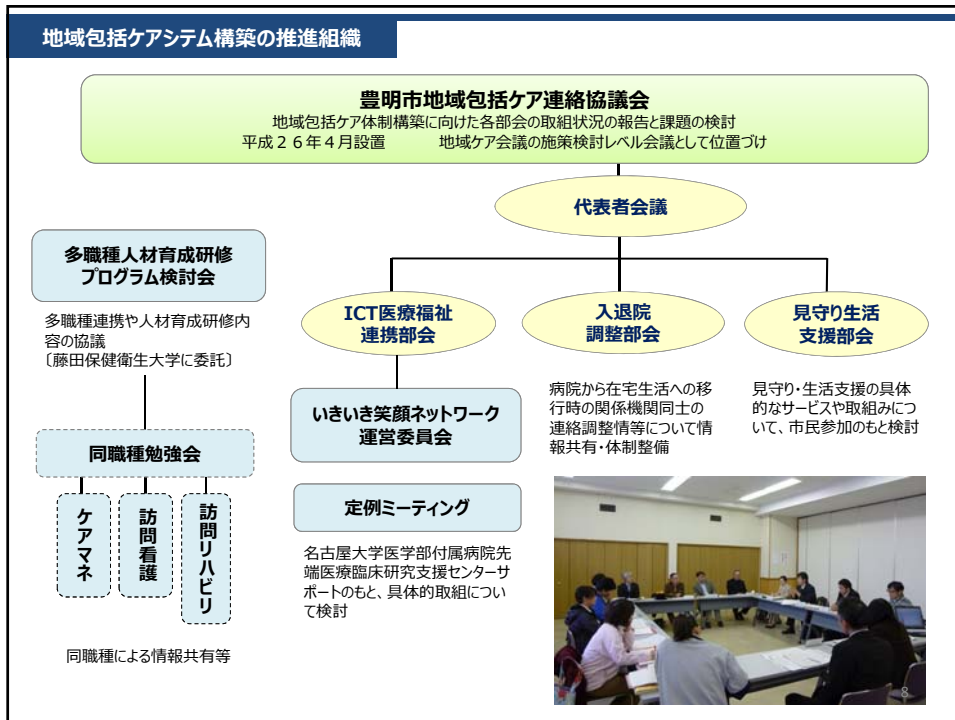 地域包括ケアシテム構築の推進組織
豊明市地域包括ケア連絡協議会
地域包括ケア体制構築に向けた各部会の取組状況の報告と課題の検討
平成26年4月設置 地域ケア会議の施策検討レベル会議として位置づけ
代表者会議
多職種人材育成研修
プログラム検討会
多職種連携や人材育成研修内
容の協議
〔藤田保健衛生大学に委託〕
同職種勉強会
ケアマネ
訪問看護
訪問リハビリ
同職種による情報共有等
ICT医療福祉
連携部会
いきいき笑顔ネットワーク
運営委員会
定例ミーティング
名古屋大学医学部付属病院先
端医療臨床研究支援センターサ
ポートのもと、具体的取組につい
て検討
入退院
調整部会
病院から在宅生活への移
行時の関係機関同士の
連絡調整情等について情
報共有・体制整備
見守り生活
支援部会
見守り・生活支援の具体
的なサービスや取組みにつ
いて、市民参加のもと検討
8